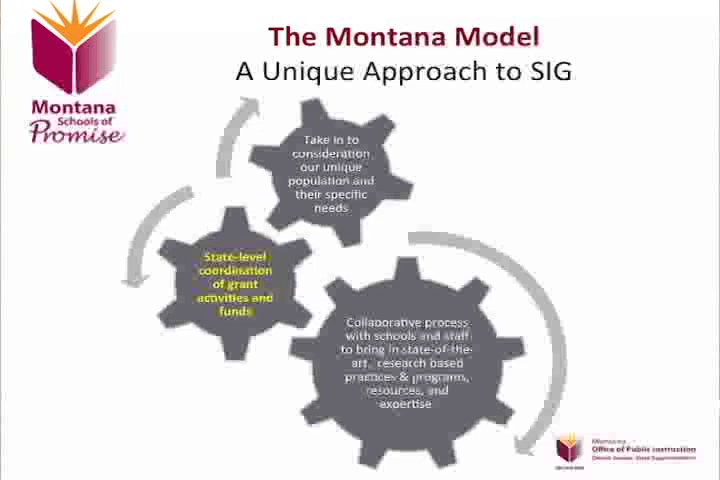 The Montana Model
A Unique Approach to SIG
Montana
Schools of
Promise
Take in to
consideration
our unique
population and
their specific
needs
State-level
coordination
of grant
activities and
funds
Collaborative process
with schools and staff
to bring in state-of-the-
art, research based
practices & programs,
resources, and
expertise
Montana
Office of Public Instruction